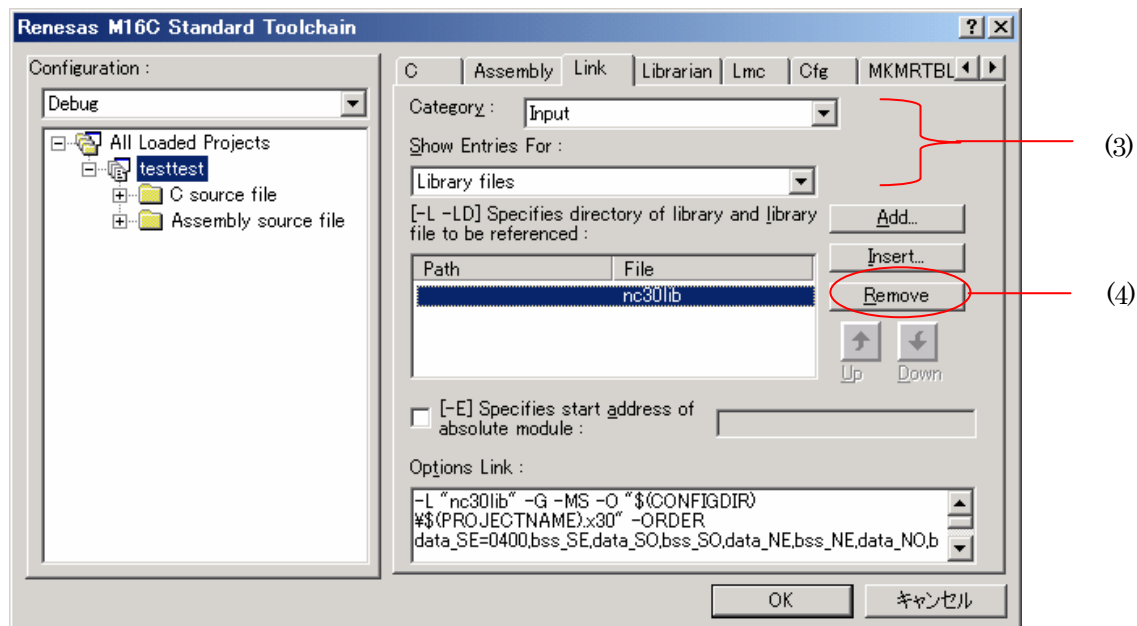 Renesas M16C Standard Toolchain
Configuration :
Debug
All Loaded Projects
testtest
C source file
Assembly source file
C Assembly Link Librarian Lmc Cfg MKMRTBL
Category : Input
Show Entries For :
Library files
[-L -LD] Specifies directory of library and library
file to be referenced :
Path File
nc30lib
Add...
Insert...
Remove
Up Down
[-E] Specifies start address of
absolute module :
Options Link :
-L "nc30lib" -G -MS -O "$(CONFIGDIR)
¥$(PROJECTNAME).x30" -ORDER
data_SE=0400,bss_SE,data_SO,bss_SO,data_NE,bss_NE,data_NO,b
OK キャンセル
(3)
(4)